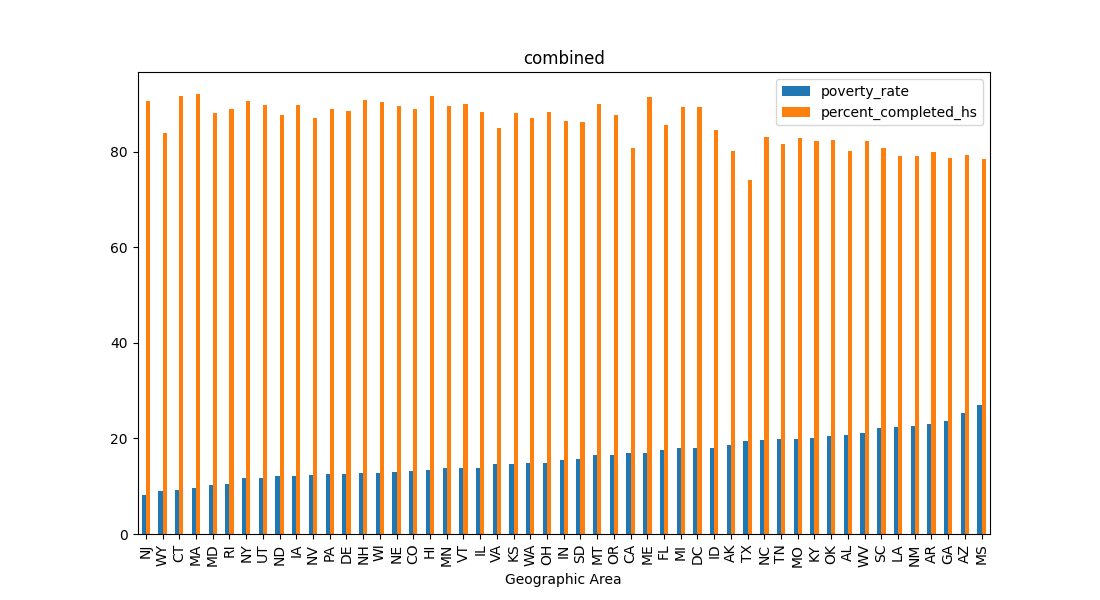 combined
poverty_rate
percent_completed_hs
80
60
40
20
0
NJ WY CT MA MD RI NY UT ND IA NV PA DE NH WI NE CO HI MN VT IL VA KS WA OH IN SD MT OR CA ME FL MI DC ID AK TX NC TN MO KY OK AL WV SC LA NM AR GA AZ MS
Geographic Area